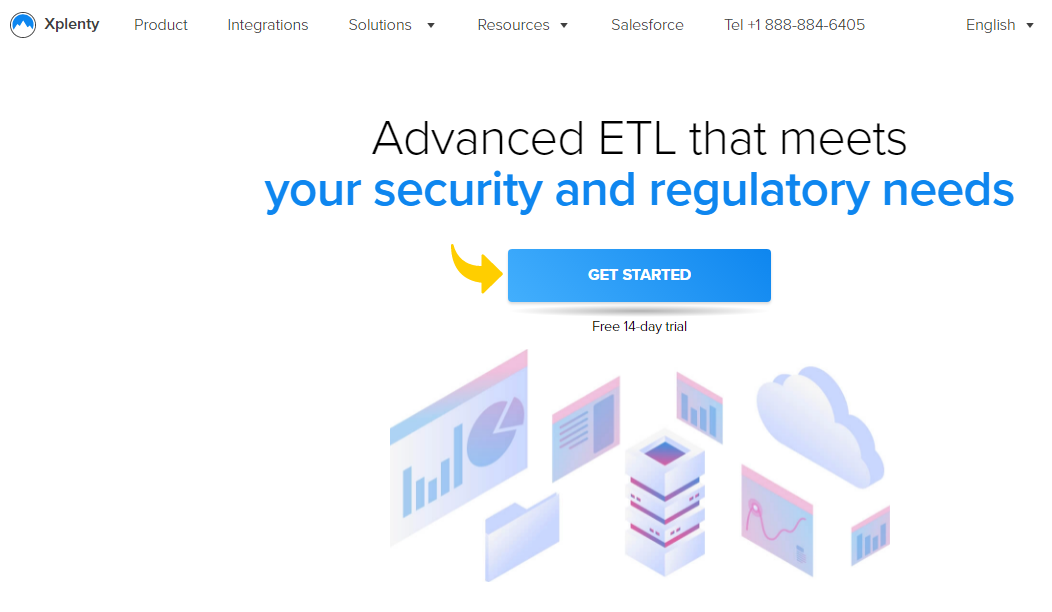 Xplenty Product Integrations Solutions Resources Salesforce Tel +1 888-884-6405 English
Advanced ETL that meets
your security and regulatory needs
GET STARTED
Free 14-day trial